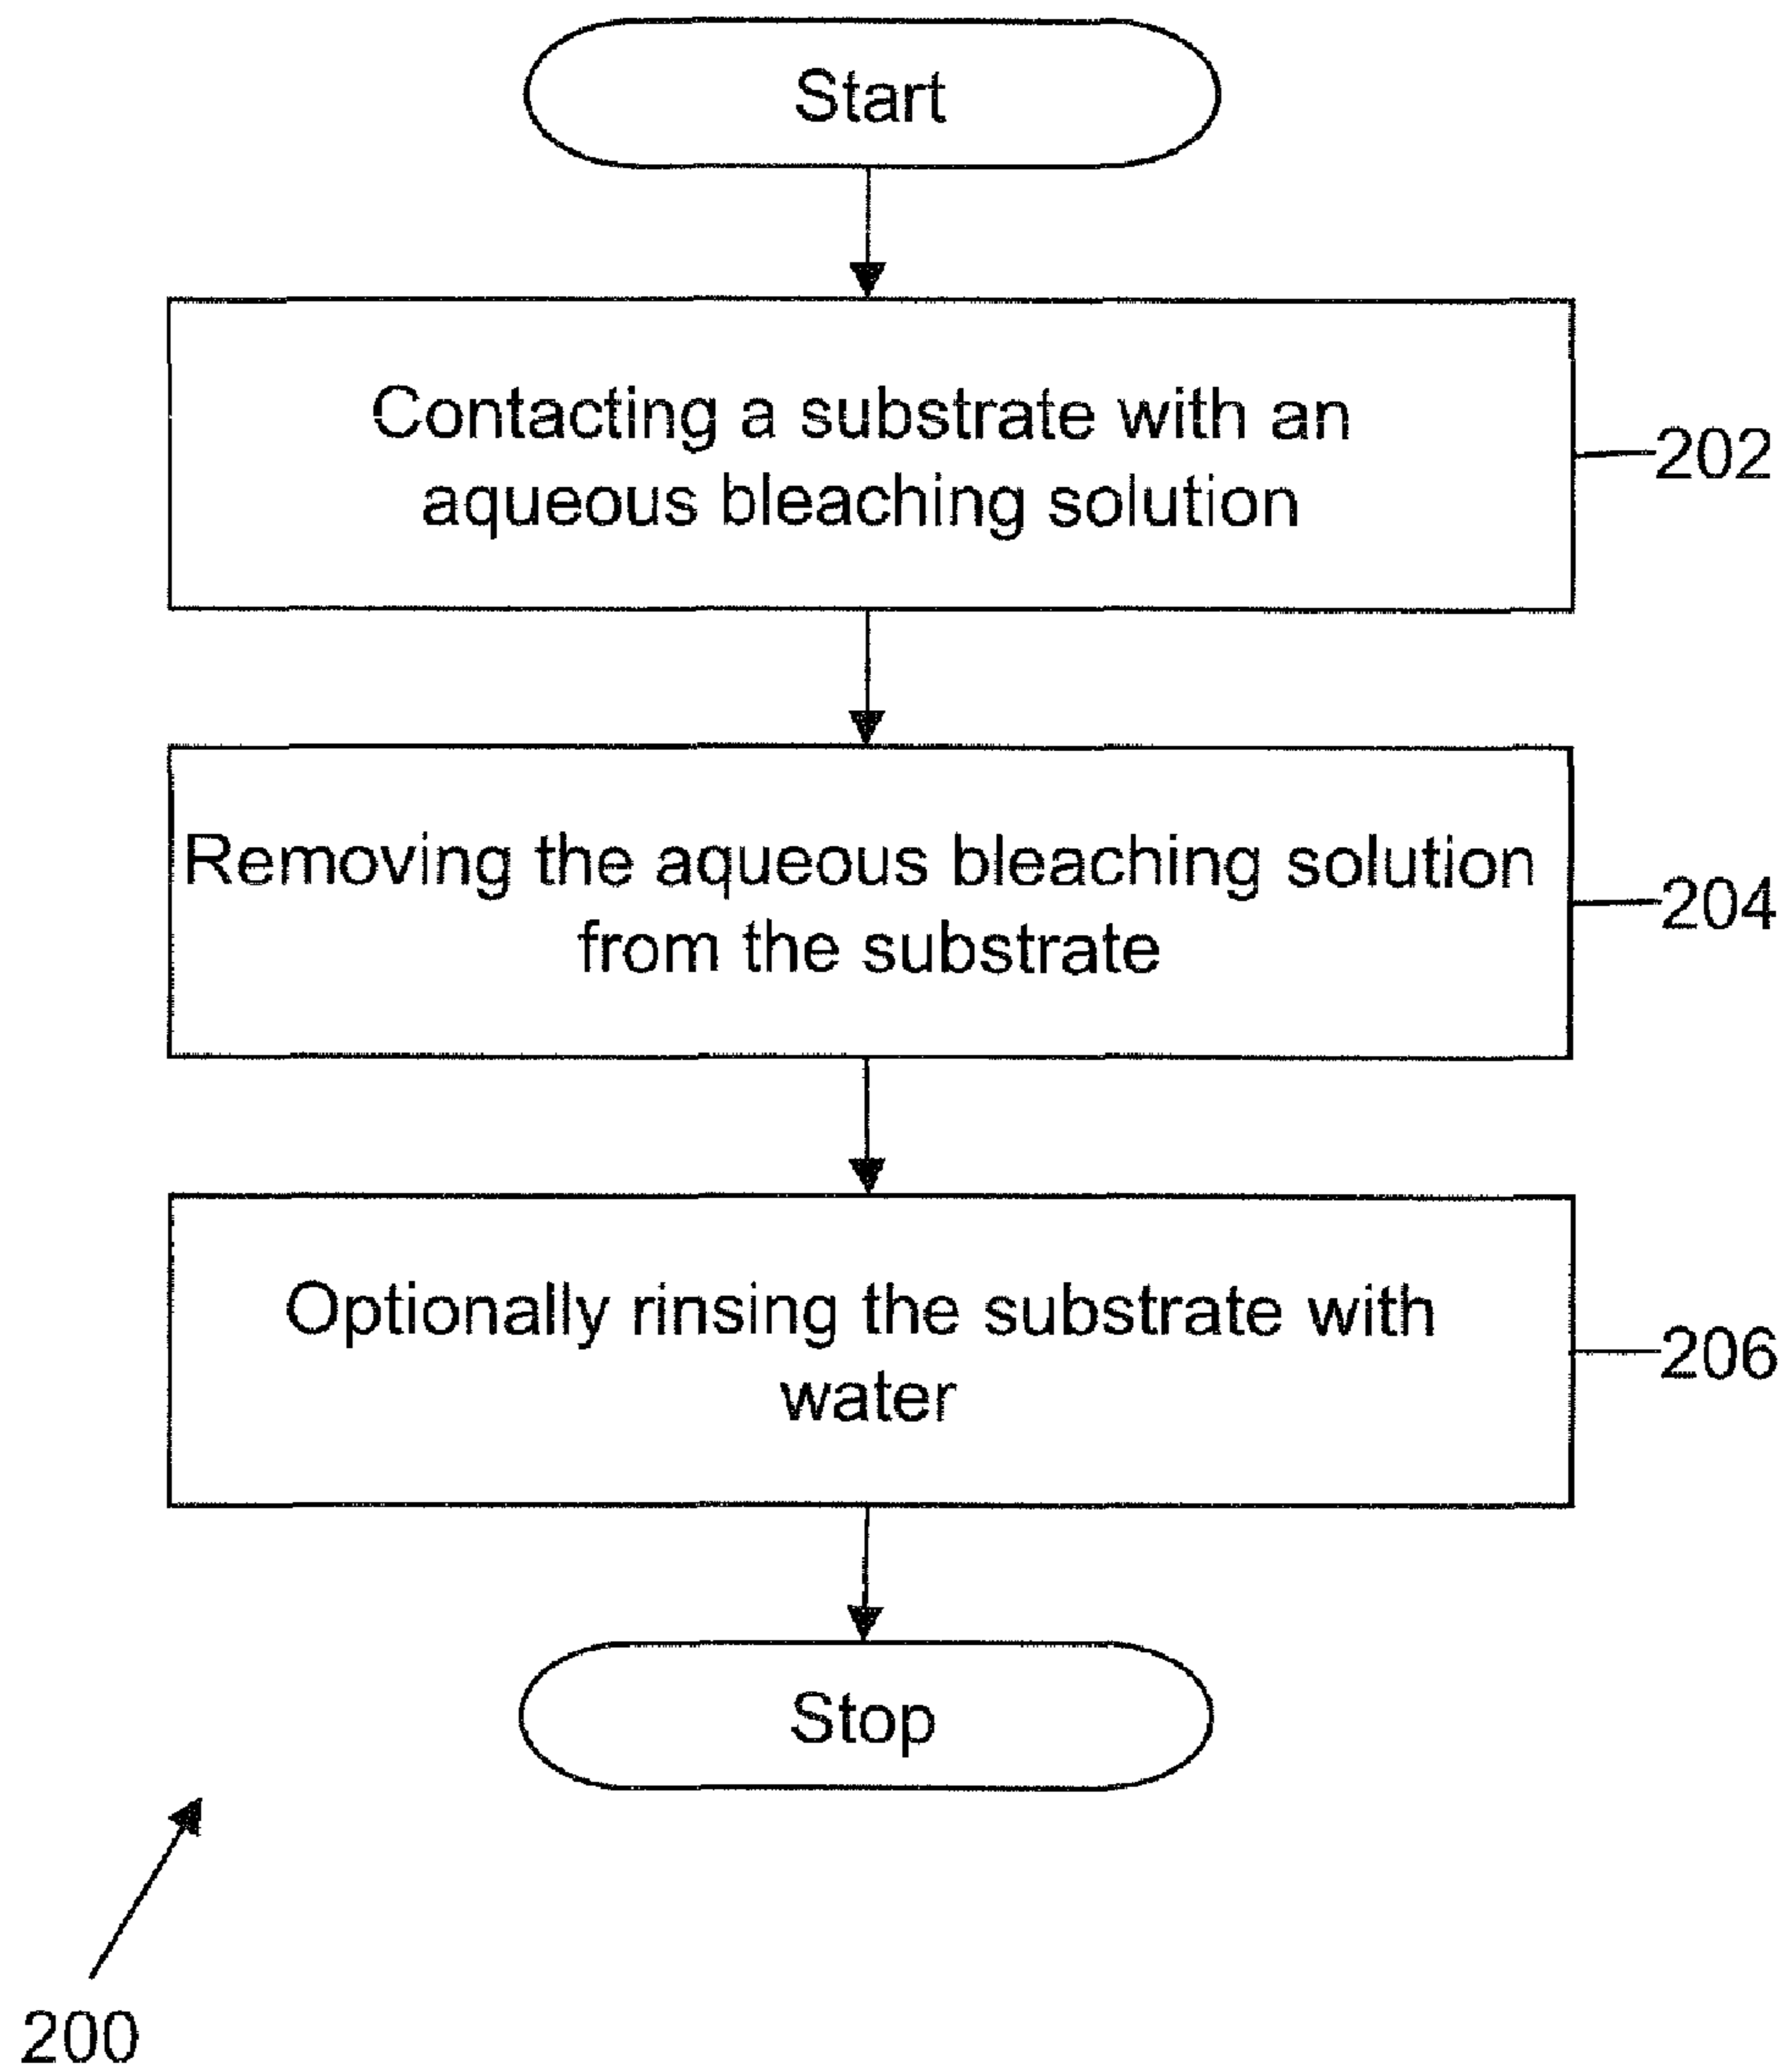 Start
Contacting a substrate with an
aqueous bleaching solution
202
Removing the aqueous bleaching solution
from the substrate
204
Optionally rinsing the substrate with
water
206
Stop
200